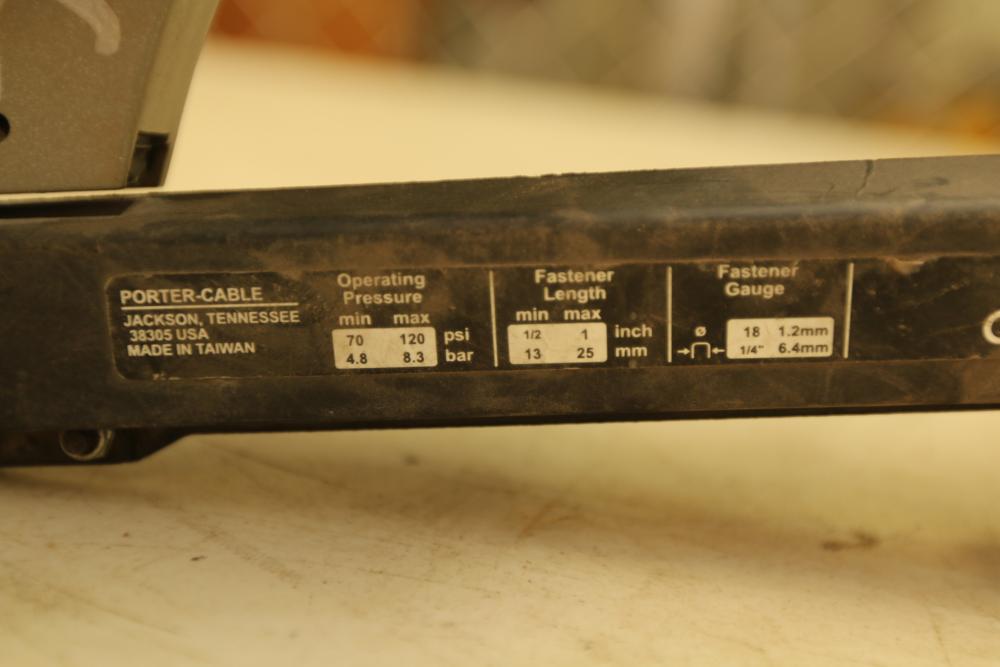 PORTER-CABLE
JACKSON, TENNESSEE
38305 USA
MADE IN TAIWAN
Operating
Pressure
min max
70 120 psi
4.8 8.3 bar
Fastener
Length
min max
1/2 1 inch
13 25 mm
Fastener
Gauge
ø 18 1.2mm
1/4" 6.4mm